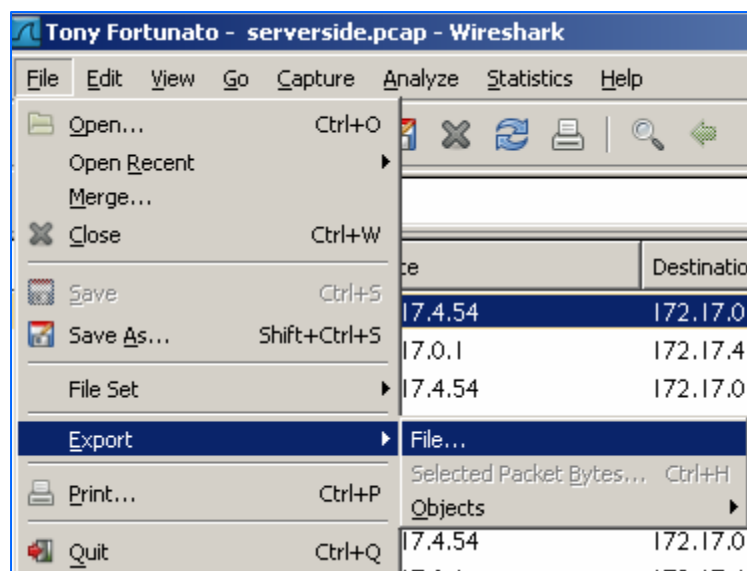 Tony Fortunato - serverside.pcap - Wireshark
File Edit View Go Capture Analyze Statistics Help
Open... Ctrl+O
Open Recent
Merge...
Close Ctrl+W
Save Ctrl+S
Save As... Shift+Ctrl+S
File Set
Export
Print... Ctrl+P
Quit Ctrl+Q
File...
Selected Packet Bytes... Ctrl+H
Objects
ce Destinatio
17.4.54 172.17.0
17.0.1 172.17.4
17.4.54 172.17.0
17.4.54 172.17.0